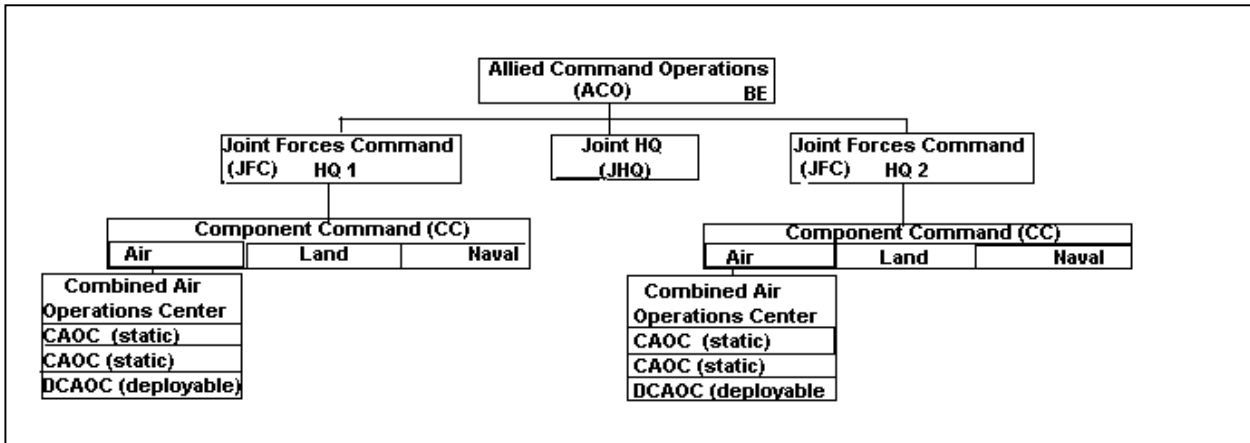 Allied Command Operations
(ACO) BE
Joint Forces Command
(JFC) HQ 1
Joint HQ
(JHQ)
Joint Forces Command
(JFC) HQ 2
Component Command (CC)
Air Land Naval
Combined Air
Operations Center
CAOC (static)
CAOC (static)
DCAOC (deployable)
Component Command (CC)
Air Land Naval
Combined Air
Operations Center
CAOC (static)
CAOC (static)
DCAOC (deployable